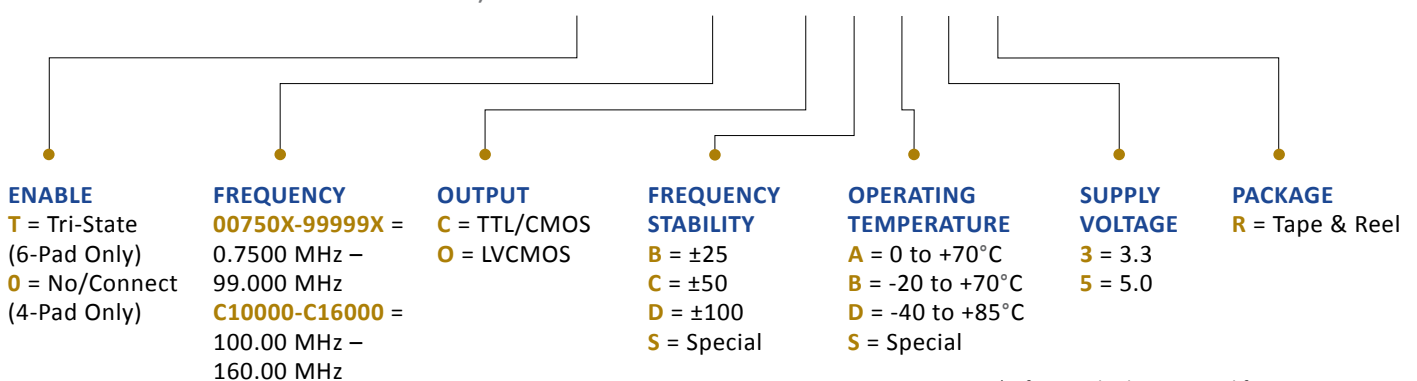 ENABLE
T = Tri-State
(6-Pad Only)
0 = No/Connect
(4-Pad Only)
FREQUENCY
00750X-99999X =
0.7500 MHz –
99.000 MHz
C10000-C16000 =
100.00 MHz –
160.00 MHz
OUTPUT
C = TTL/CMOS
O = LVCMOS
FREQUENCY
STABILITY
B = ±25
C = ±50
D = ±100
S = Special
OPERATING
TEMPERATURE
A = 0 to +70°C
B = -20 to +70°C
D = -40 to +85°C
S = Special
SUPPLY
VOLTAGE
3 = 3.3
5 = 5.0
PACKAGE
R = Tape & Reel